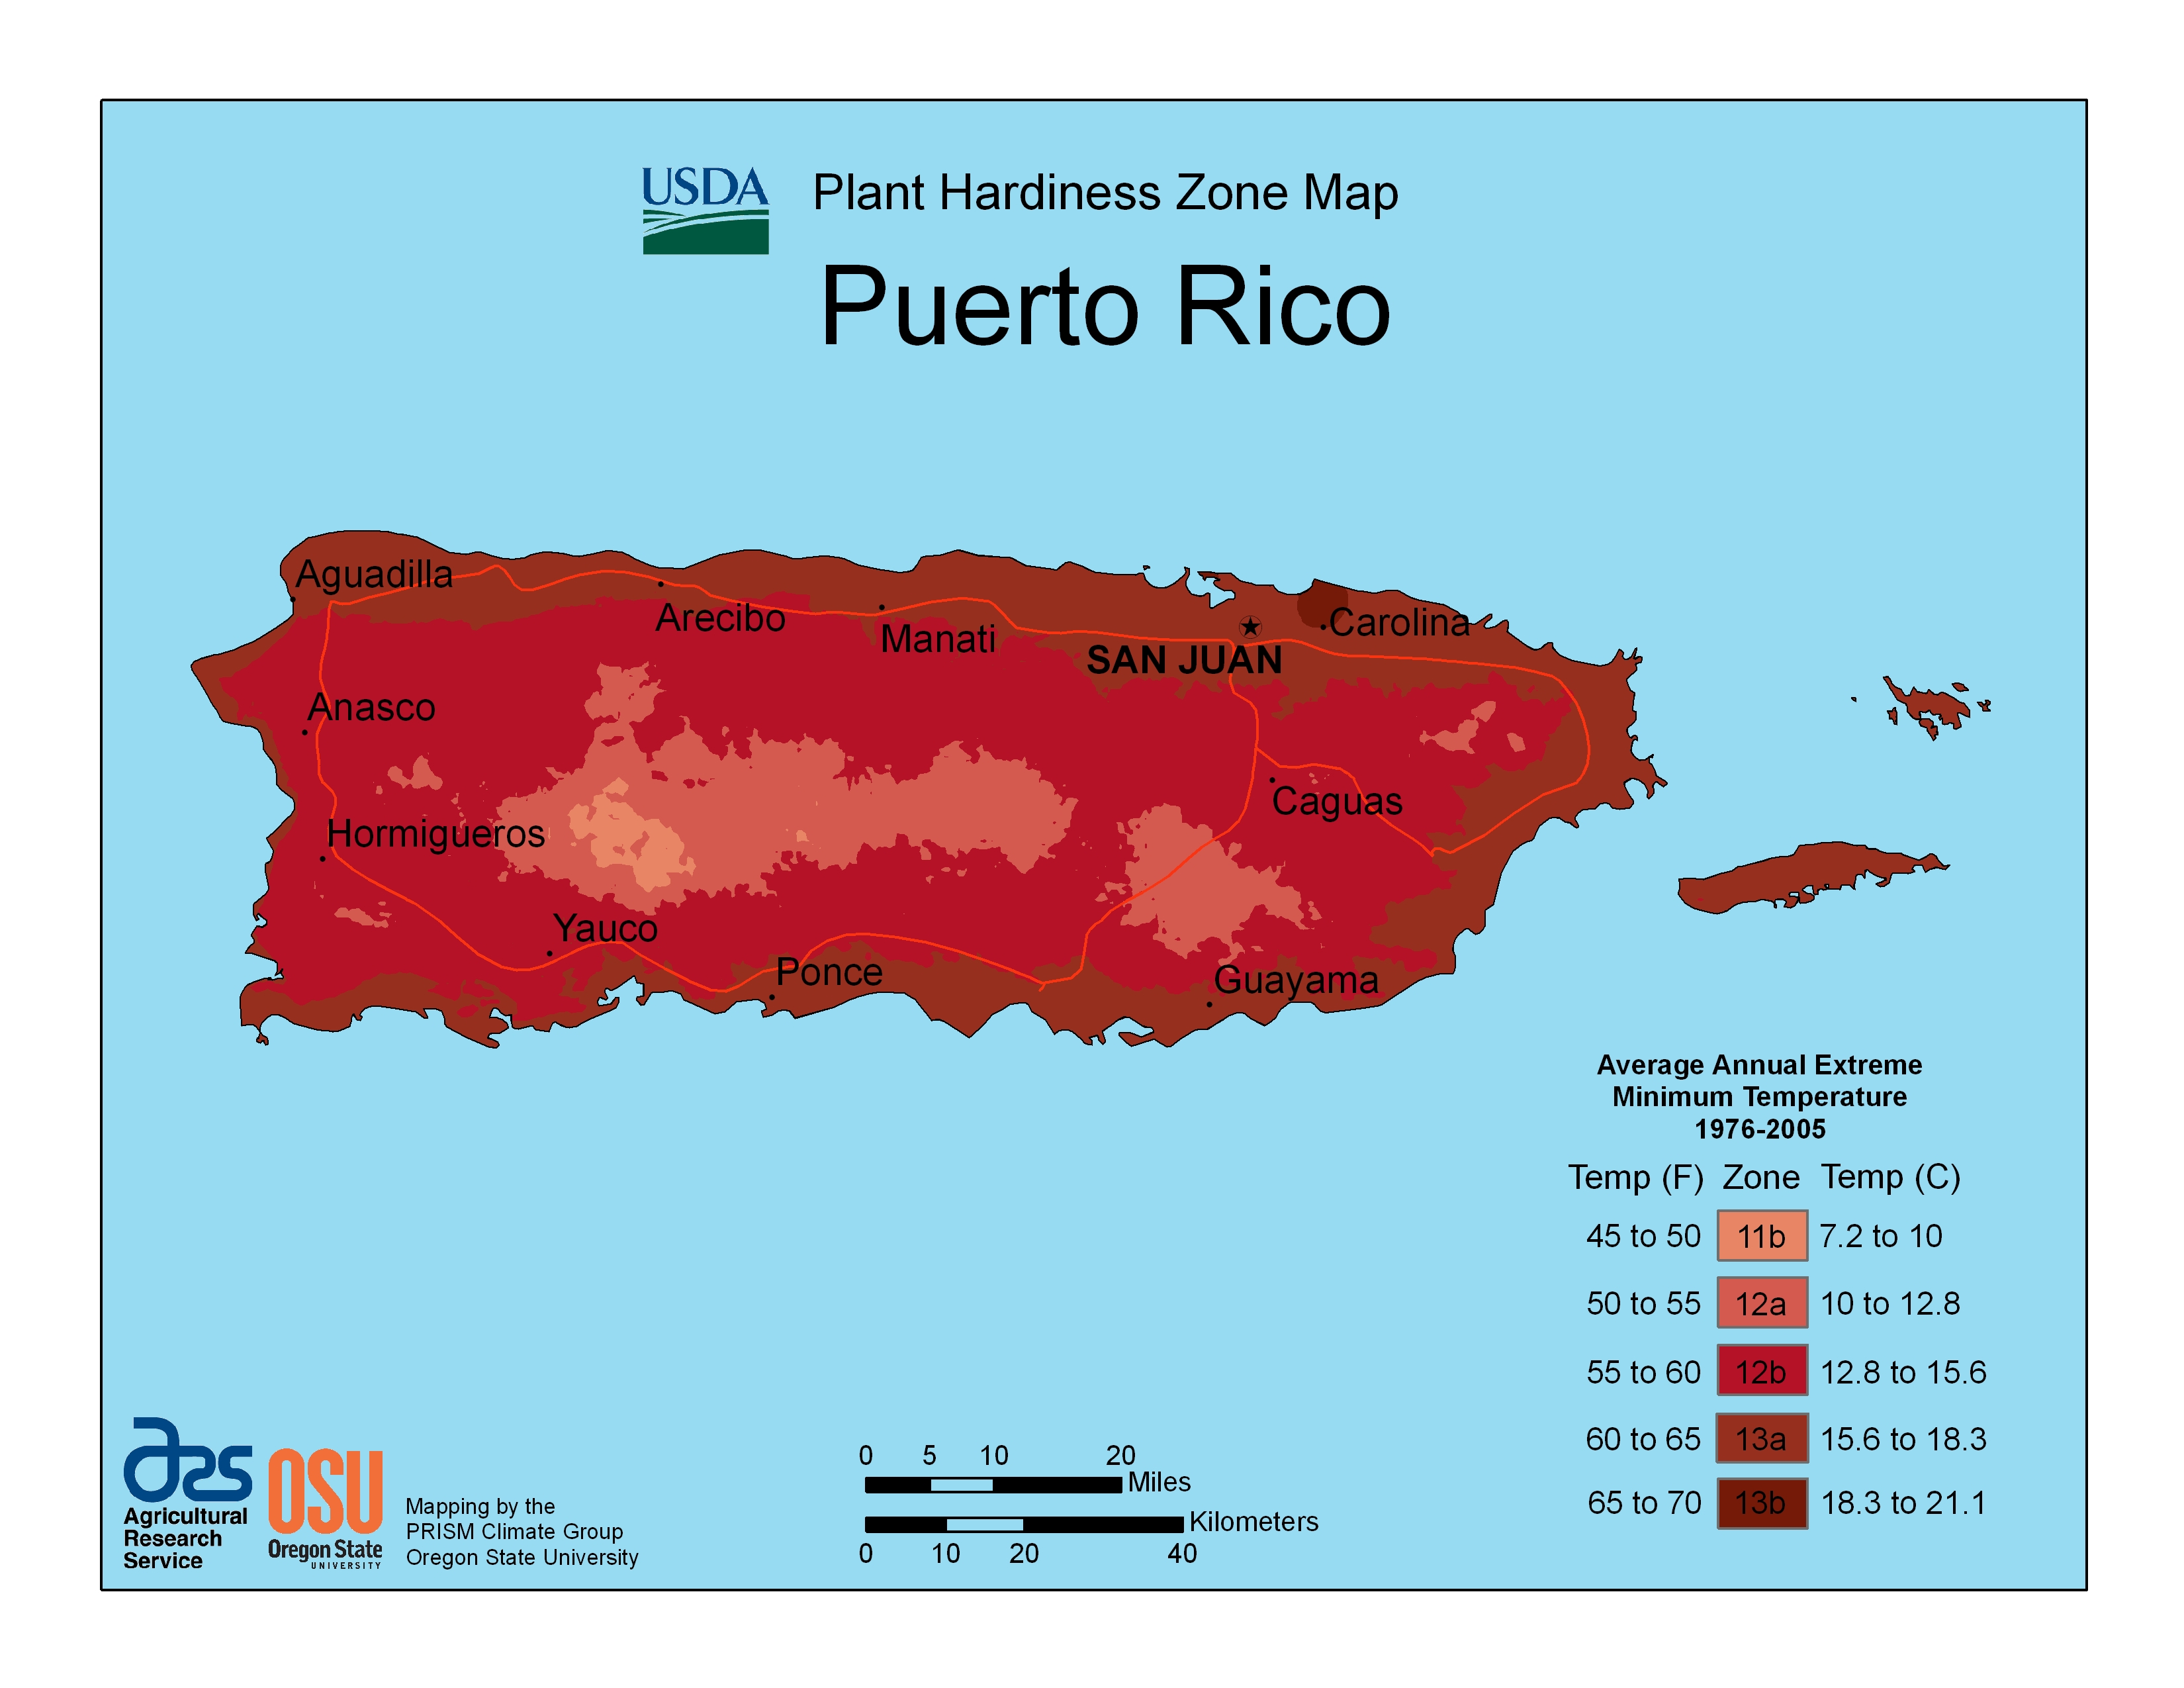 USDA
Plant Hardiness Zone Map
Puerto Rico
Aguadilla
Arecibo
Manati
Carolina
SAN JUAN
Anasco
Caguas
Hormigueros
Yauco
Ponce
Guayama
Average Annual Extreme
Minimum Temperature
1976-2005
Temp (F) Zone Temp (C)
45 to 50 11b 7.2 to 10
50 to 55 12a 10 to 12.8
55 to 60 12b 12.8 to 15.6
60 to 65 13a 15.6 to 18.3
65 to 70 13b 18.3 to 21.1
ars
Agricultural
Research
Service
OSU
Oregon State
UNIVERSITY
Mapping by the
PRISM Climate Group
Oregon State University
0 5 10 20
Miles
Kilometers
0 10 20 40